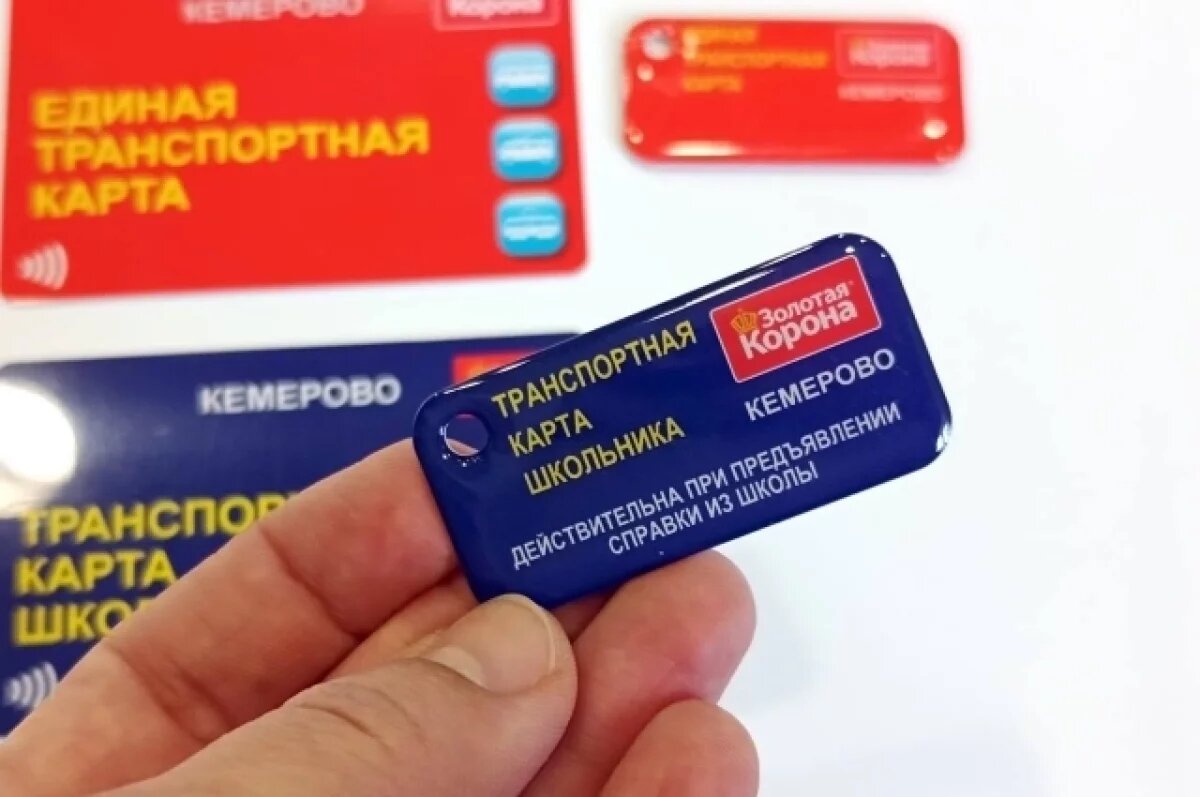 КЕМЕРОВО
Корона
ЕДИНАЯ
ТРАНСПОРТНАЯ
КАРТА
ЕДИНАЯ
ТРАНСПОРТНАЯ
КАРТА
Золотая
Корона
КЕМЕРОВО
КЕМЕРОВО
ТРАНСПОР
КАРТА
ШКО
ТРАНСПОРТНАЯ
КАРТА
ШКОЛЬНИКА
Золотая
Корона
КЕМЕРОВО
ДЕЙСТВИТЕЛЬНА ПРИ ПРЕДЪЯВЛЕНИИ
СПРАВКИ ИЗ ШКОЛЫ